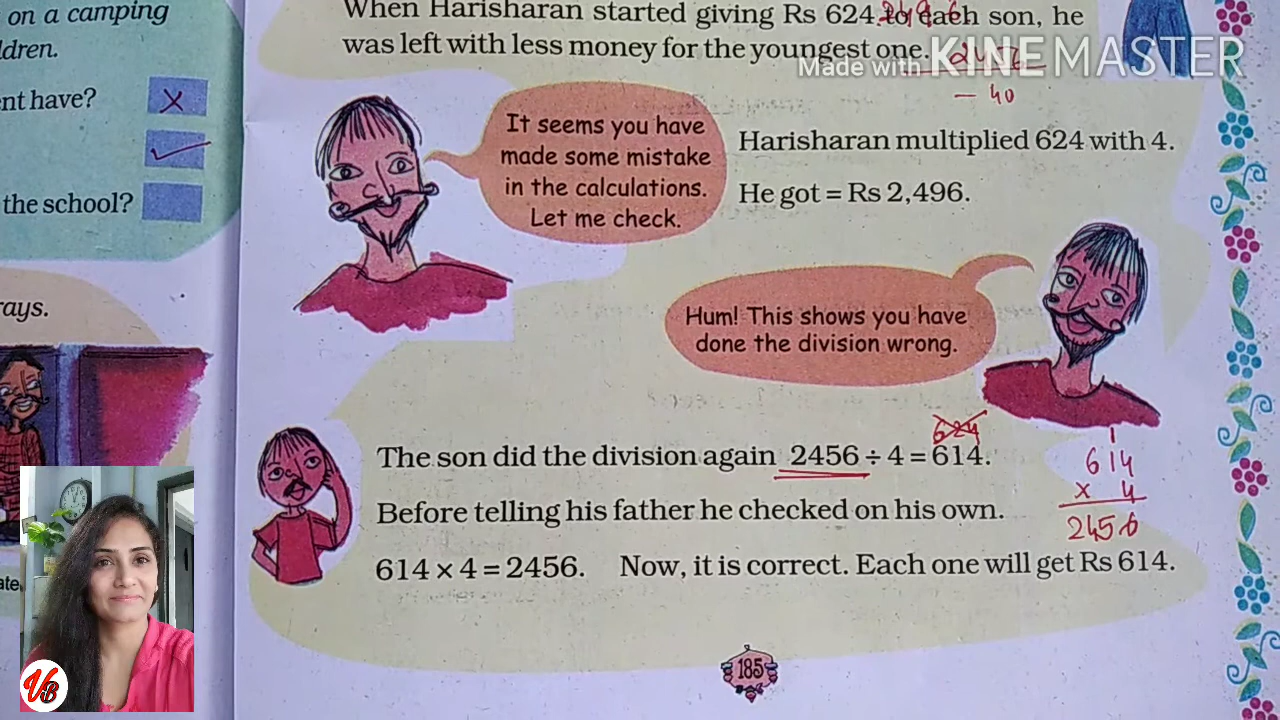 on a camping
ldren.
nt have?
the school?
rays.
When Harisharan started giving Rs 624 to each son, he
was left with less money for the youngest one.
Made with KINEMASTER
- 40
It seems you have
made some mistake
in the calculations.
Let me check.
Harisharan multiplied 624 with 4.
He got = Rs 2,496.
Hum! This shows you have
done the division wrong.
624
The son did the division again 2456 ÷ 4 = 614.
Before telling his father he checked on his own.
614 × 4 = 2456. Now, it is correct. Each one will get Rs 614.
1
614
x 4
2456
185
VB